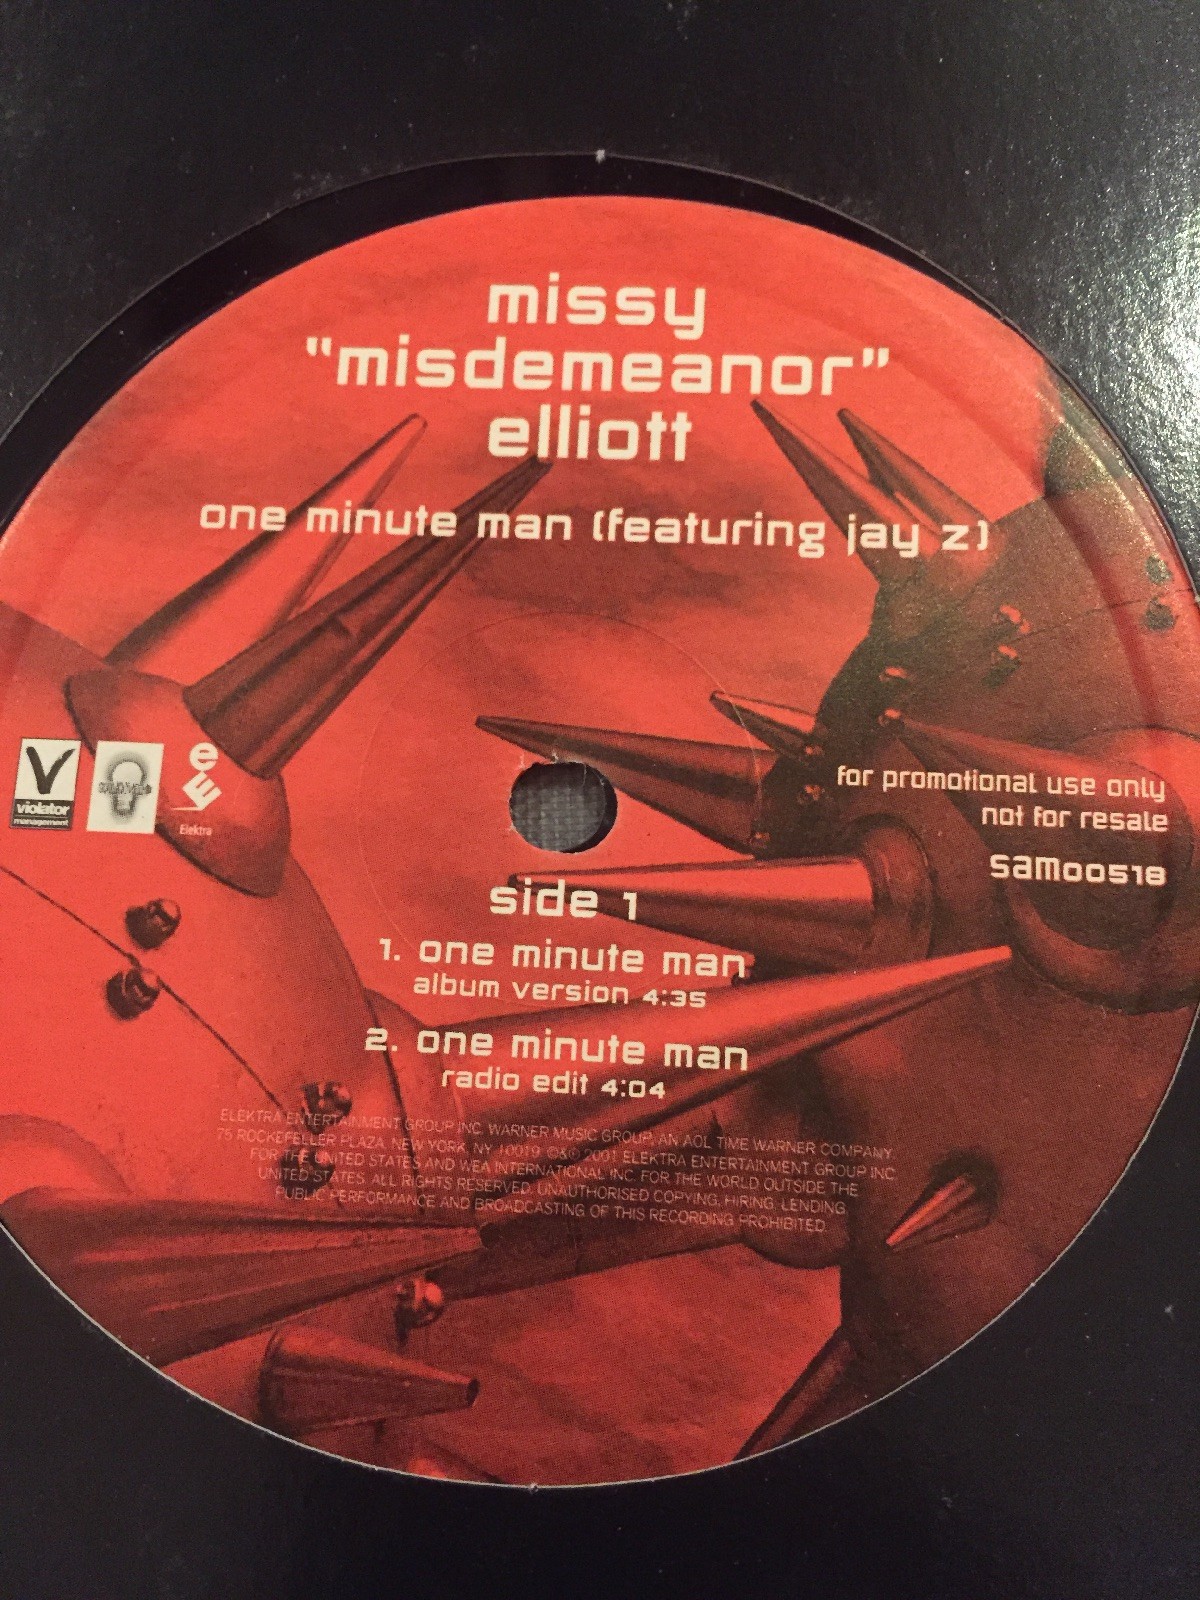 missy
“misdemeanor”
elliott
one minute man (featuring jay z)
V
violator
management
e
E
Elektra
for promotional use only
not for resale
sam00518
side 1
1. one minute man
album version 4:35
2. one minute man
radio edit 4:04
ELEKTRA ENTERTAINMENT GROUP INC. WARNER MUSIC GROUP, AN AOL TIME WARNER COMPANY.
75 ROCKEFELLER PLAZA, NEW YORK, NY 10019. ©&℗ 2001 ELEKTRA ENTERTAINMENT GROUP INC.
FOR THE UNITED STATES AND WEA INTERNATIONAL INC. FOR THE WORLD OUTSIDE THE
UNITED STATES. ALL RIGHTS RESERVED. UNAUTHORISED COPYING, HIRING, LENDING,
PUBLIC PERFORMANCE AND BROADCASTING OF THIS RECORDING PROHIBITED.